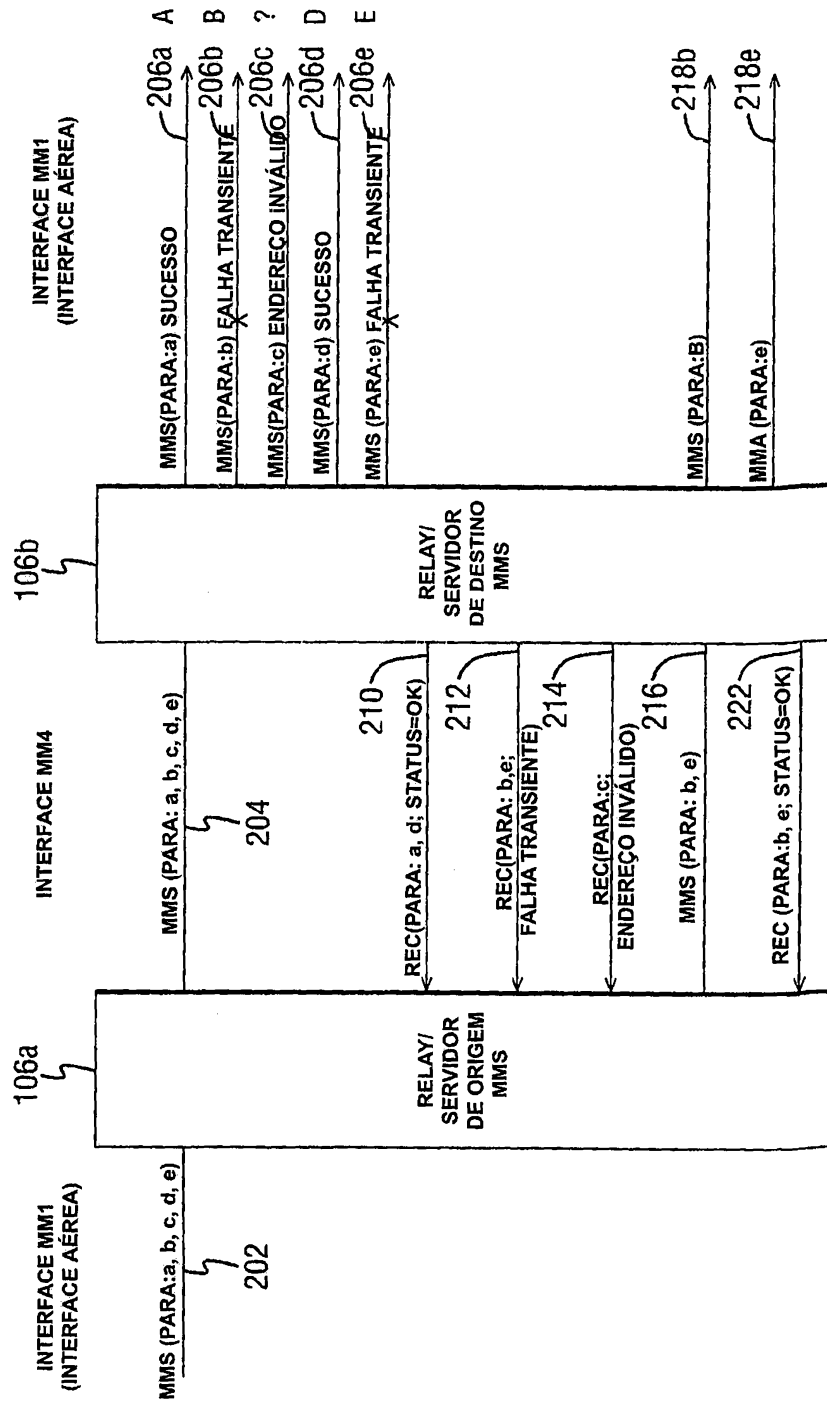 INTERFACE MM1
(INTERFACE AÉREA)
INTERFACE MM4
INTERFACE MM1
(INTERFACE AÉREA)
106a
106b
MMS (PARA:a, b, c, d, e)
202
MMS (PARA: a, b, c, d, e)
204
MMS(PARA:a) SUCESSO
206a
A
MMS(PARA:b) FALHA TRANSIENTE
206b
B
MMS(PARA:c) ENDEREÇO INVÁLIDO
206c
?
MMS(PARA:d) SUCESSO
206d
D
MMS (PARA:e) FALHA TRANSIENTE
206e
E
RELAY/
SERVIDOR
DE ORIGEM
MMS
RELAY/
SERVIDOR
DE DESTINO
MMS
REC(PARA: a, d; STATUS=OK)
210
REC(PARA: b,e;
FALHA TRANSIENTE)
212
REC(PARA:c;
ENDEREÇO INVÁLIDO)
214
MMS (PARA: b, e)
216
MMS (PARA:B)
218b
MMA (PARA:e)
218e
REC (PARA:b, e; STATUS=OK)
222